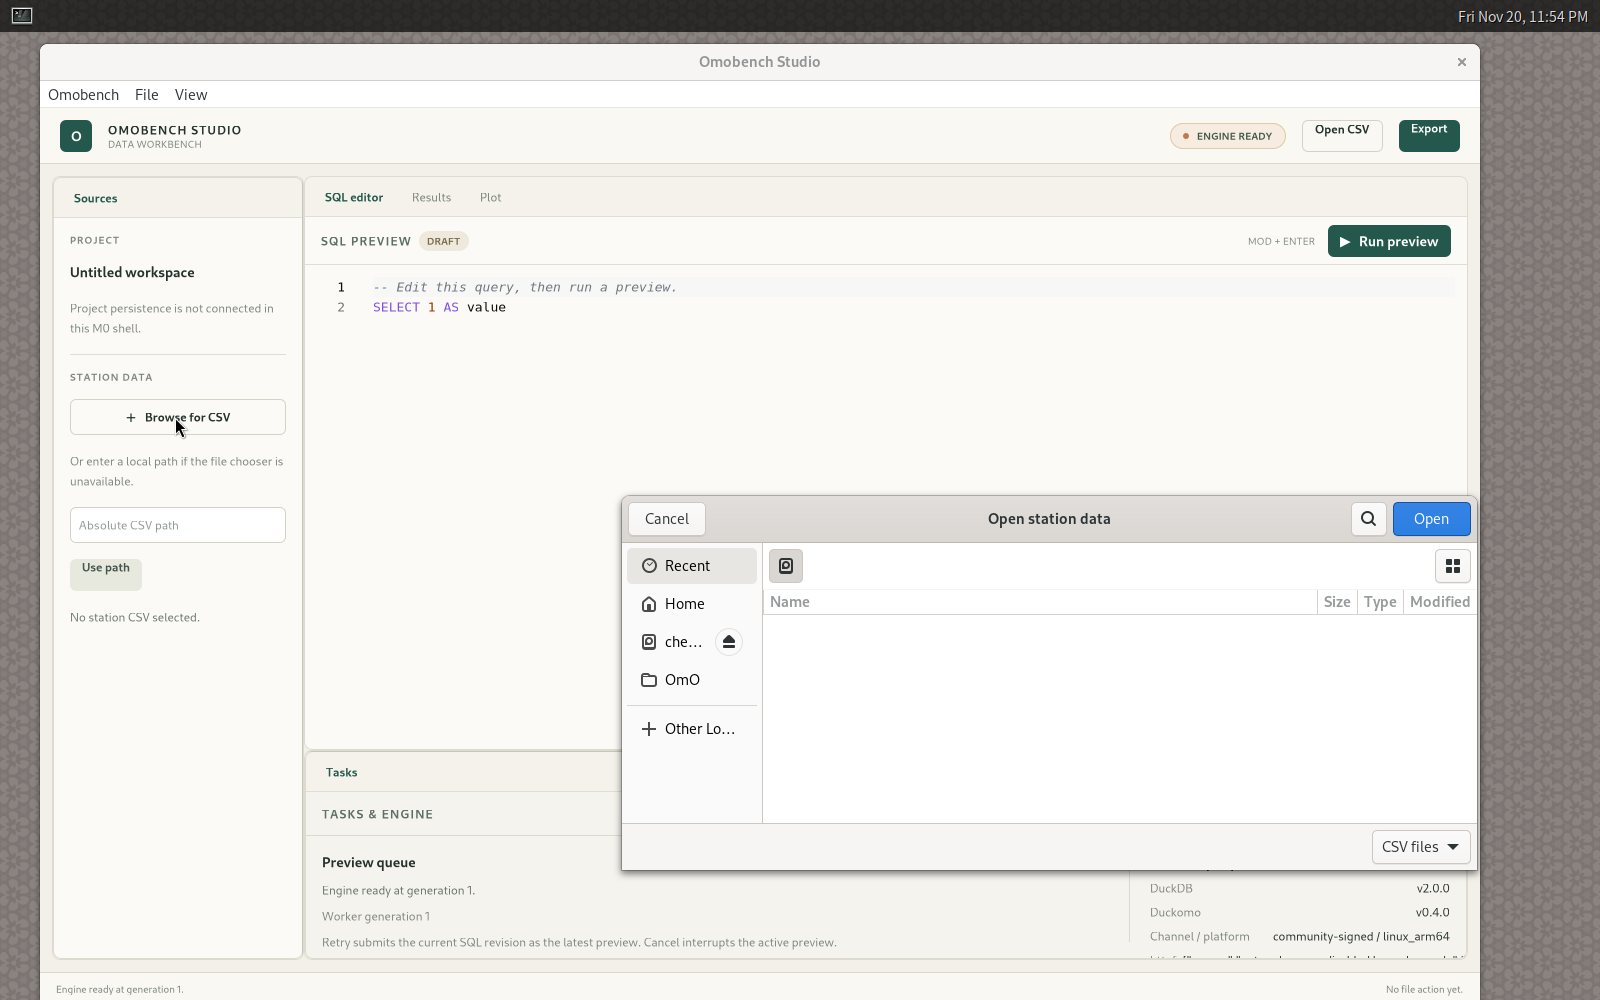 Fri Nov 20, 11:54 PM
Omobench Studio
Omobench File View
O OMOBENCH STUDIO
DATA WORKBENCH
ENGINE READY
Open CSV
Export
Sources
PROJECT
Untitled workspace
Project persistence is not connected in
this M0 shell.
STATION DATA
+ Browse for CSV
Or enter a local path if the file chooser is
unavailable.
Absolute CSV path
Use path
No station CSV selected.
SQL editor Results Plot
SQL PREVIEW DRAFT
MOD + ENTER
▶ Run preview
1 -- Edit this query, then run a preview.
2 SELECT 1 AS value
Cancel
Open station data
Open
Recent
Home
che...
OmO
+ Other Lo...
Name Size Type Modified
CSV files
Tasks
TASKS & ENGINE
Preview queue
Engine ready at generation 1.
Worker generation 1
Retry submits the current SQL revision as the latest preview. Cancel interrupts the active preview.
DuckDB v2.0.0
Duckomo v0.4.0
Channel / platform community-signed / linux_arm64
Engine ready at generation 1.
No file action yet.